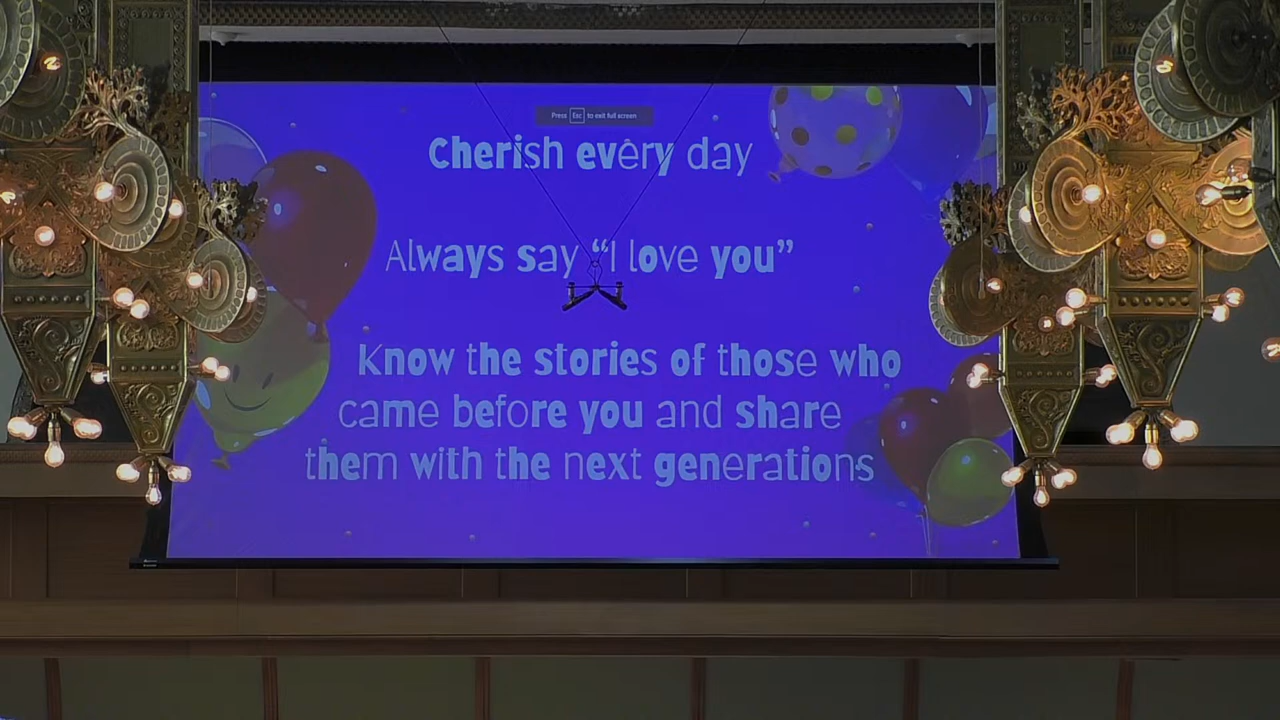 Press Esc to exit full screen
Cherish every day
Always say “I love you”
Know the stories of those who
came before you and share
them with the next generations